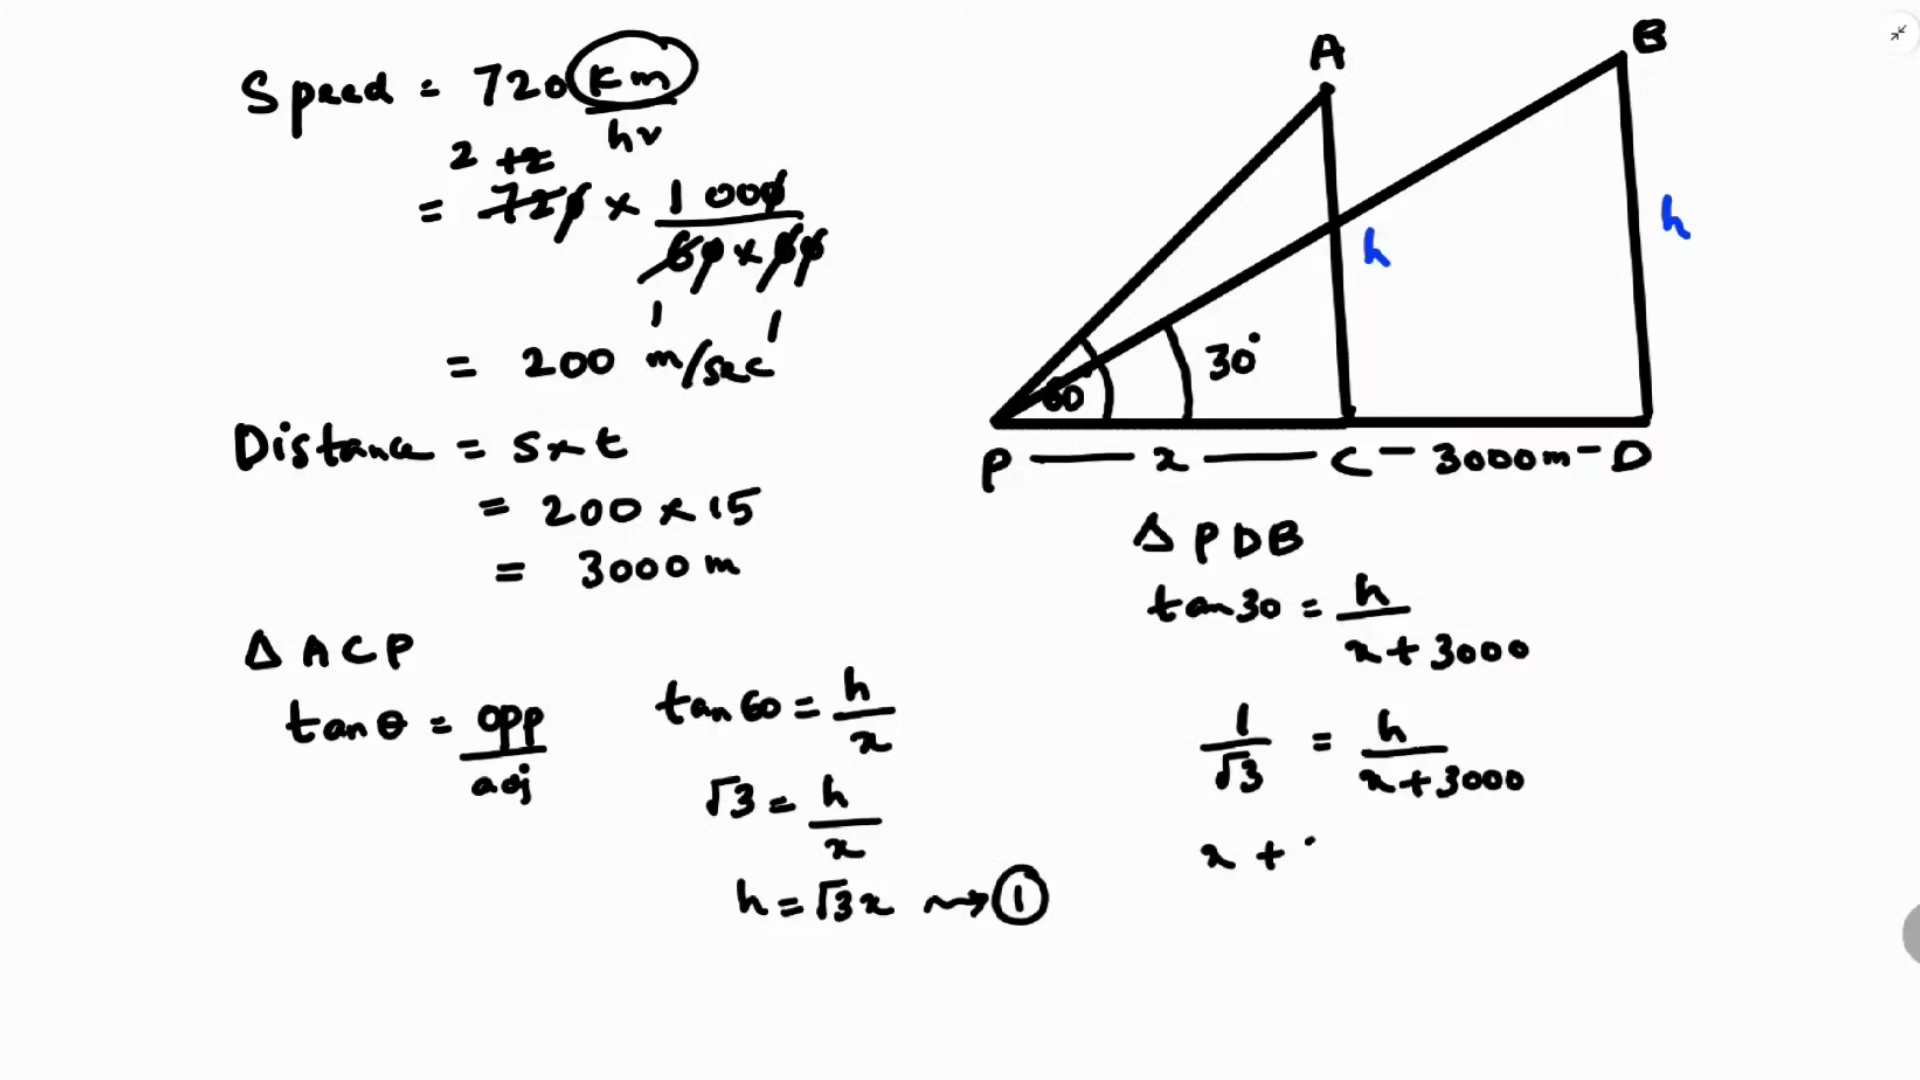 Speed = 720 km/hr
2 72
= 720 × 1000/60×60
1 1
= 200 m/sec
Distance = s×t
= 200 × 15
= 3000 m
Δ ACP
tan θ = opp/adj
tan 60 = h/x
√3 = h/x
h = √3x ⇝ ①
A B
h h
60 30°
P — x — C – 3000m – D
Δ PDB
tan 30 = h/x + 3000
1/√3 = h/x + 3000
x +